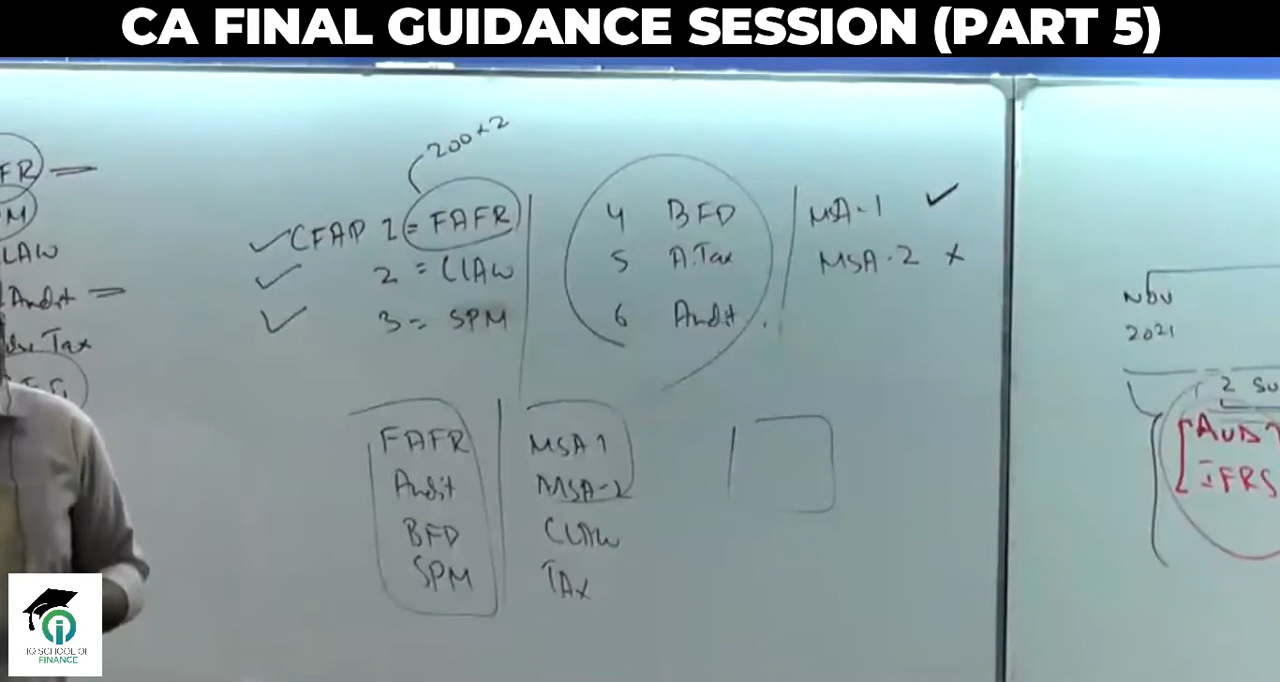 CA FINAL GUIDANCE SESSION (PART 5)
FR
M
LAW
Audit
Tax
200×2
CFAP 1 = FAFR
2 = CLAW
3 = SPM
4 BFD
5 A.Tax
6 Audit
MSA-1 ✓
MSA-2 ×
FAFR
Audit
BFD
SPM
MSA 1
MSA-2
CLAW
TAX
Nov
2021
2 Su
AUDI
IFRS
IQ SCHOOL OF
FINANCE